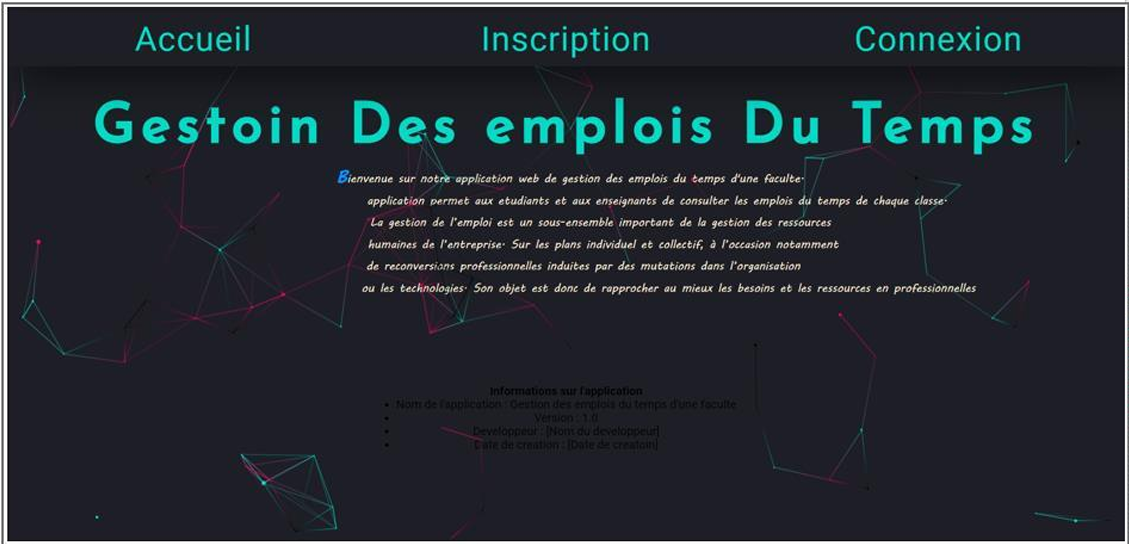 Accueil Inscription Connexion
Gestoin Des emplois Du Temps
Bienvenue sur notre application web de gestion des emplois du temps d'une faculte.
application permet aux etudiants et aux enseignants de consulter les emplois du temps de chaque classe.
La gestion de l'emploi est un sous-ensemble important de la gestion des ressources
humaines de l'entreprise. Sur les plans individuel et collectif, à l'occasion notamment
de reconversions professionnelles induites par des mutations dans l'organisation
ou les technologies. Son objet est donc de rapprocher au mieux les besoins et les ressources en professionnelles
Informations sur l'application
Nom de l'application : Gestion des emplois du temps d'une faculte
Version : 1.0
Developpeur : [Nom du developpeur]
Date de creation : [Date de creatoin]